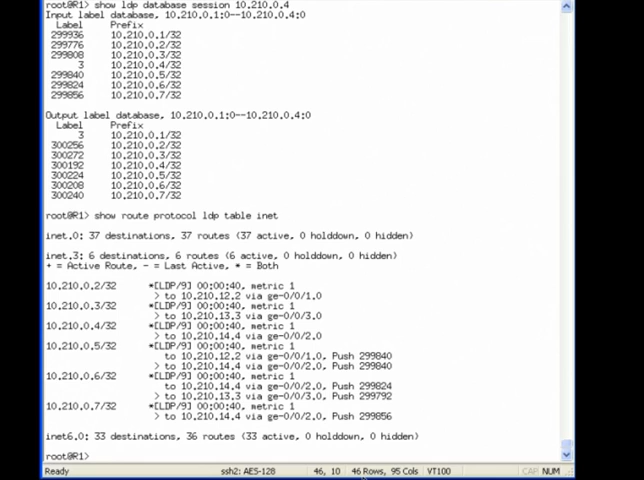 root@R1> show ldp database session 10.210.0.4
Input label database, 10.210.0.1:0--10.210.0.4:0
Label Prefix
299936 10.210.0.1/32
299776 10.210.0.2/32
299808 10.210.0.3/32
3 10.210.0.4/32
299840 10.210.0.5/32
299824 10.210.0.6/32
299856 10.210.0.7/32
Output label database, 10.210.0.1:0--10.210.0.4:0
Label Prefix
3 10.210.0.1/32
300256 10.210.0.2/32
300272 10.210.0.3/32
300192 10.210.0.4/32
300224 10.210.0.5/32
300208 10.210.0.6/32
300240 10.210.0.7/32
root@R1> show route protocol ldp table inet
inet.0: 37 destinations, 37 routes (37 active, 0 holddown, 0 hidden)
inet.3: 6 destinations, 6 routes (6 active, 0 holddown, 0 hidden)
+ = Active Route, - = Last Active, * = Both
10.210.0.2/32 *[LDP/9] 00:00:40, metric 1
> to 10.210.12.2 via ge-0/0/1.0
10.210.0.3/32 *[LDP/9] 00:00:40, metric 1
> to 10.210.13.3 via ge-0/0/3.0
10.210.0.4/32 *[LDP/9] 00:00:40, metric 1
> to 10.210.14.4 via ge-0/0/2.0
10.210.0.5/32 *[LDP/9] 00:00:40, metric 1
to 10.210.12.2 via ge-0/0/1.0, Push 299840
> to 10.210.14.4 via ge-0/0/2.0, Push 299840
10.210.0.6/32 *[LDP/9] 00:00:40, metric 1
to 10.210.14.4 via ge-0/0/2.0, Push 299824
> to 10.210.13.3 via ge-0/0/3.0, Push 299792
10.210.0.7/32 *[LDP/9] 00:00:40, metric 1
> to 10.210.14.4 via ge-0/0/2.0, Push 299856
inet6.0: 33 destinations, 36 routes (33 active, 0 holddown, 0 hidden)
root@R1>
Ready ssh2: AES-128 46, 10 46 Rows, 95 Cols VT100 CAP NUM